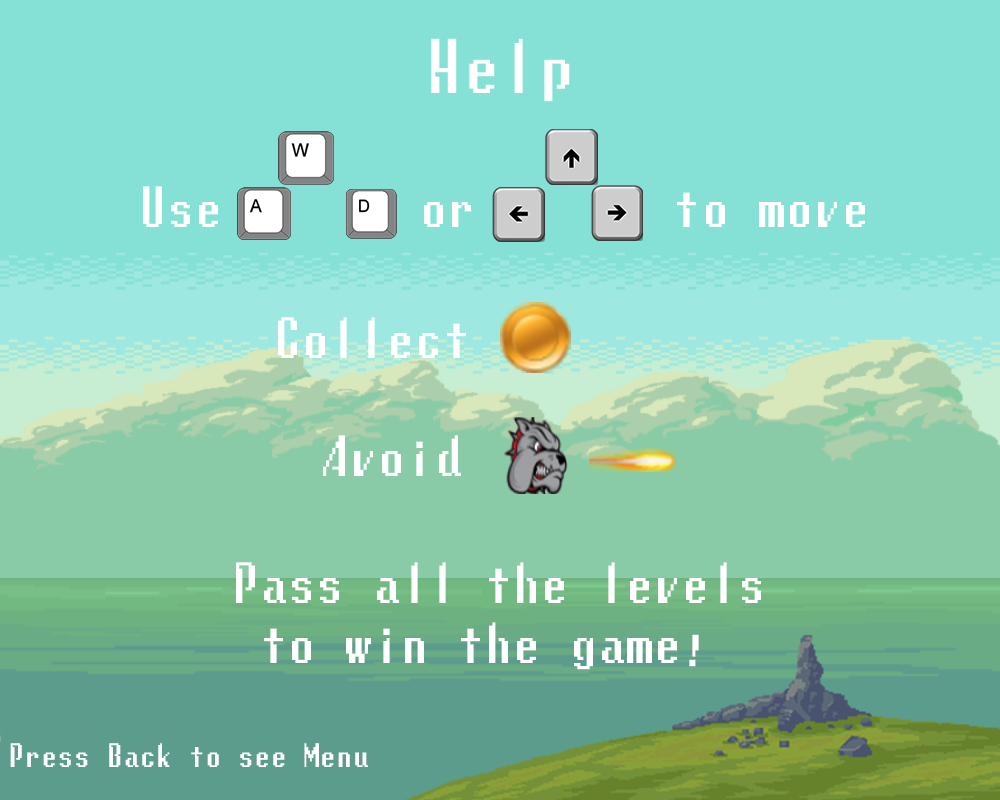 Help
W
Use A D or to move
Collect
Avoid
Pass all the levels
to win the game!
Press Back to see Menu